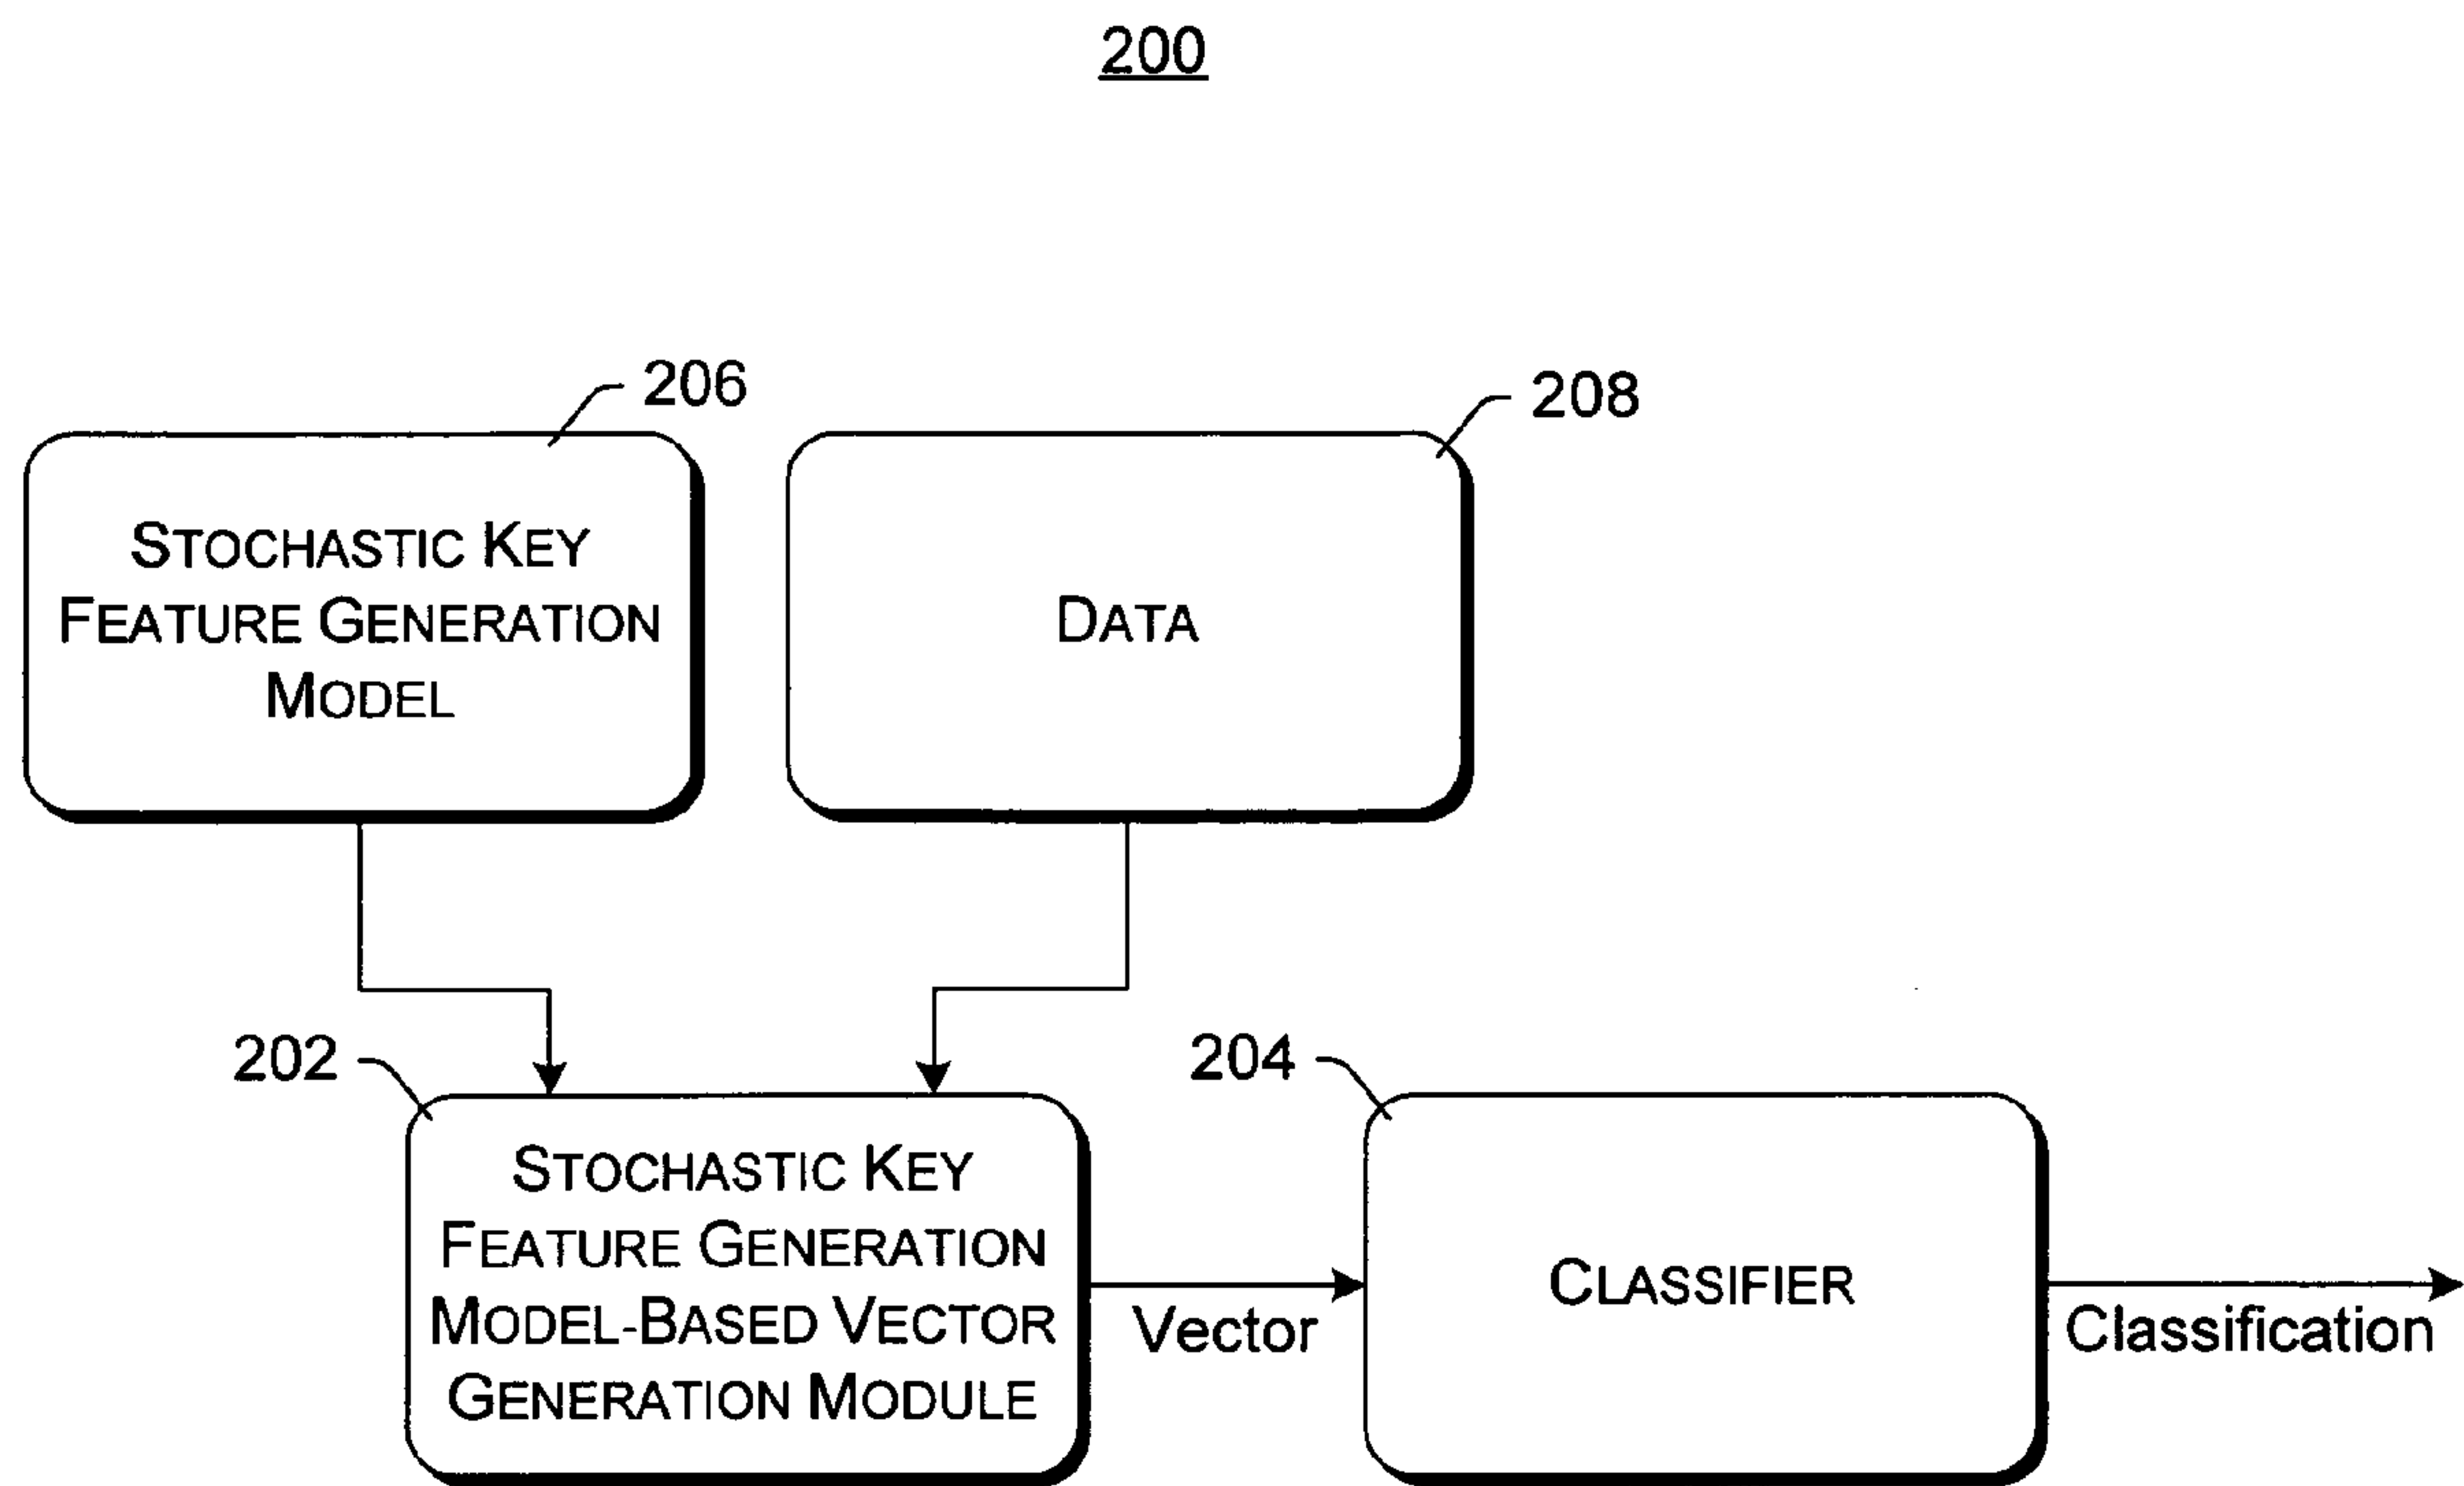 200
206
208
STOCHASTIC KEY
FEATURE GENERATION
MODEL
DATA
202
204
STOCHASTIC KEY
FEATURE GENERATION
MODEL-BASED VECTOR
GENERATION MODULE
Vector
CLASSIFIER
Classification